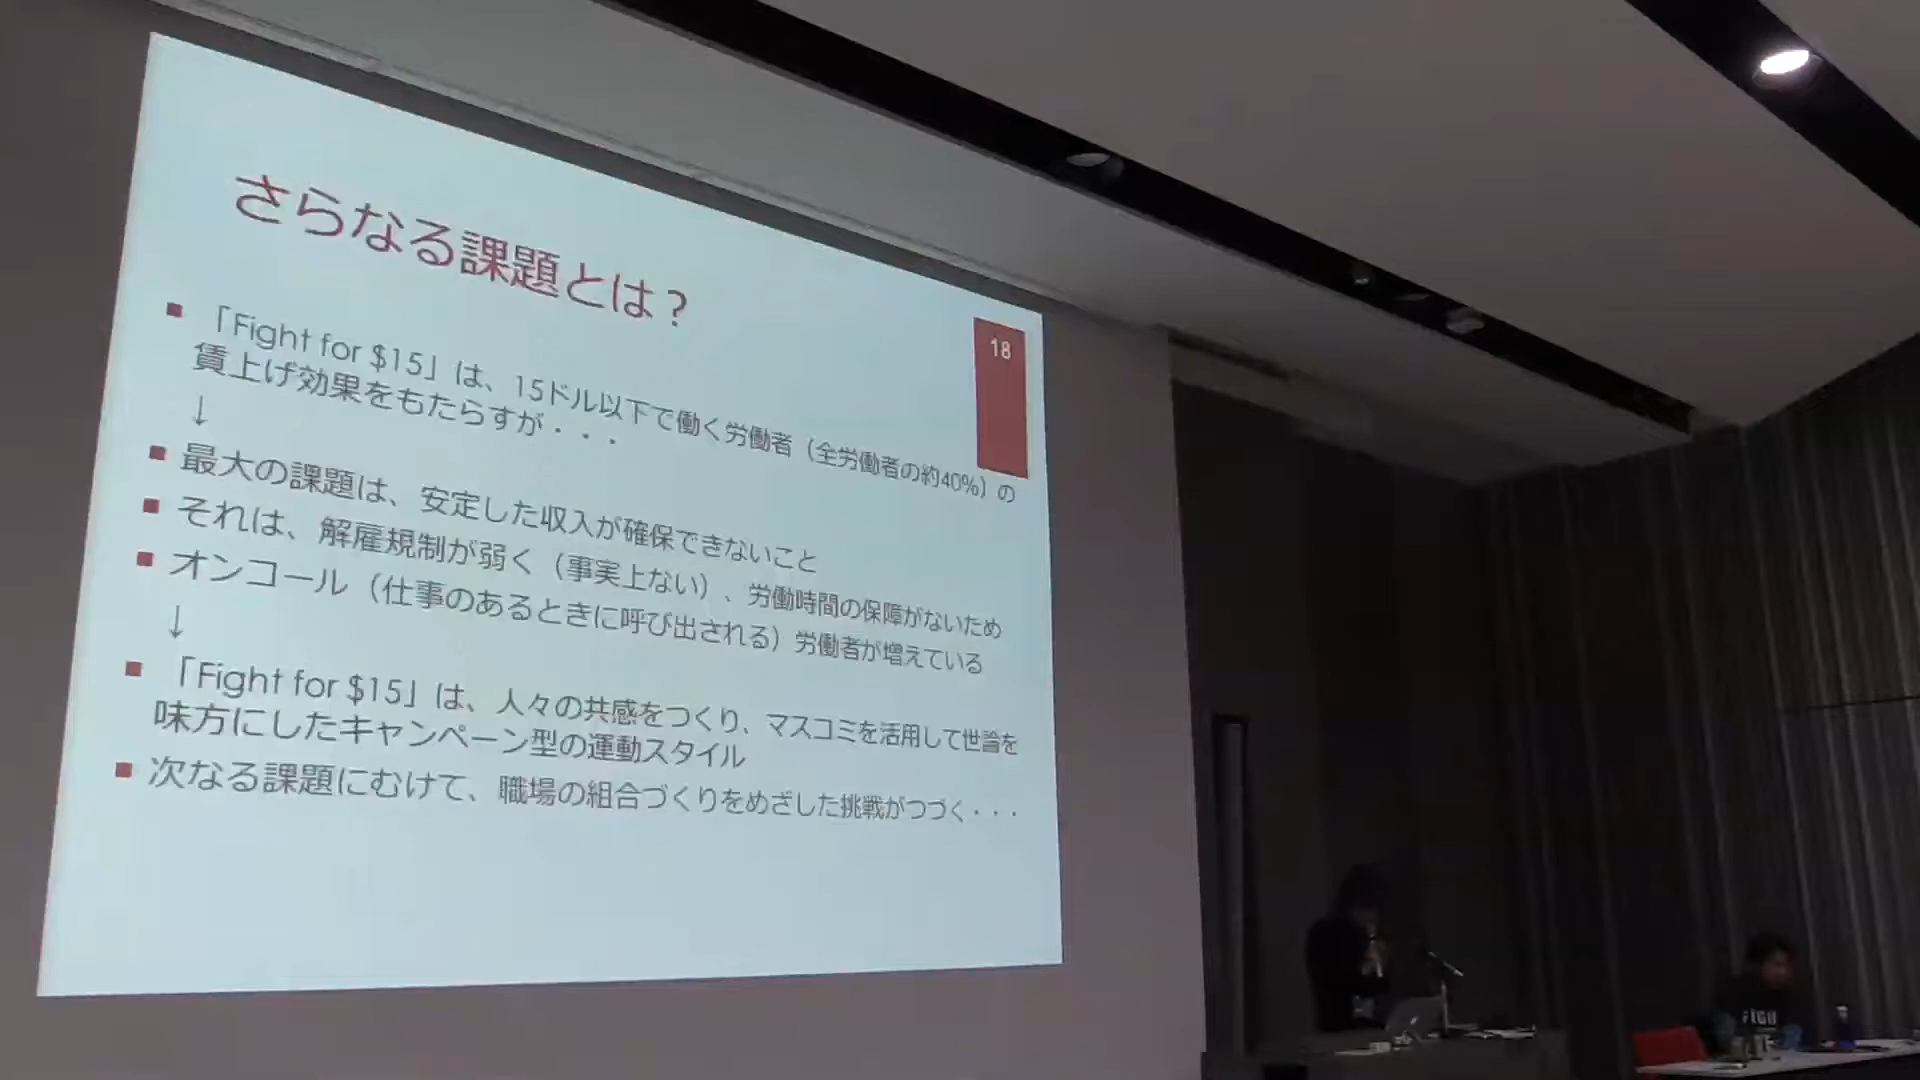 さらなる課題とは？
18
■ 「Fight for $15」は、15ドル以下で働く労働者（全労働者の約40%）の
賃上げ効果をもたらすが・・・
↓
■ 最大の課題は、安定した収入が確保できないこと
■ それは、解雇規制が弱く（事実上ない）、労働時間の保障がないため
■ オンコール（仕事のあるときに呼び出される）労働者が増えている
↓
■ 「Fight for $15」は、人々の共感をつくり、マスコミを活用して世論を
味方にしたキャンペーン型の運動スタイル
■ 次なる課題にむけて、職場の組合づくりをめざした挑戦がつづく・・・